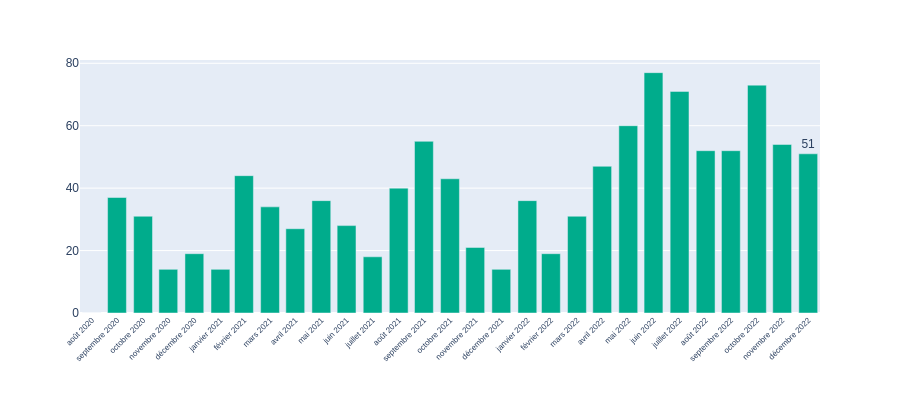 80
60
40
20
0
51
août 2020
septembre 2020
octobre 2020
novembre 2020
décembre 2020
janvier 2021
février 2021
mars 2021
avril 2021
mai 2021
juin 2021
juillet 2021
août 2021
septembre 2021
octobre 2021
novembre 2021
décembre 2021
janvier 2022
février 2022
mars 2022
avril 2022
mai 2022
juin 2022
juillet 2022
août 2022
septembre 2022
octobre 2022
novembre 2022
décembre 2022